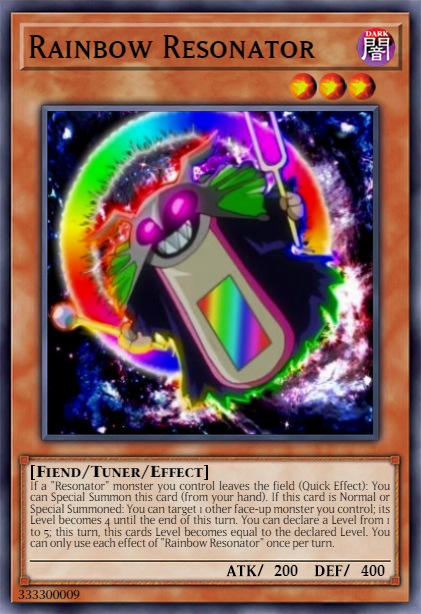 Rainbow Resonator
DARK
闇
[Fiend/Tuner/Effect]
If a "Resonator" monster you control leaves the field (Quick Effect): You
can Special Summon this card (from your hand). If this card is Normal or
Special Summoned: You can target 1 other face-up monster you control; its
Level becomes 4 until the end of this turn. You can declare a Level from 1
to 5; this turn, this cards Level becomes equal to the declared Level. You
can only use each effect of "Rainbow Resonator" once per turn.
ATK/ 200 DEF/ 400
333300009